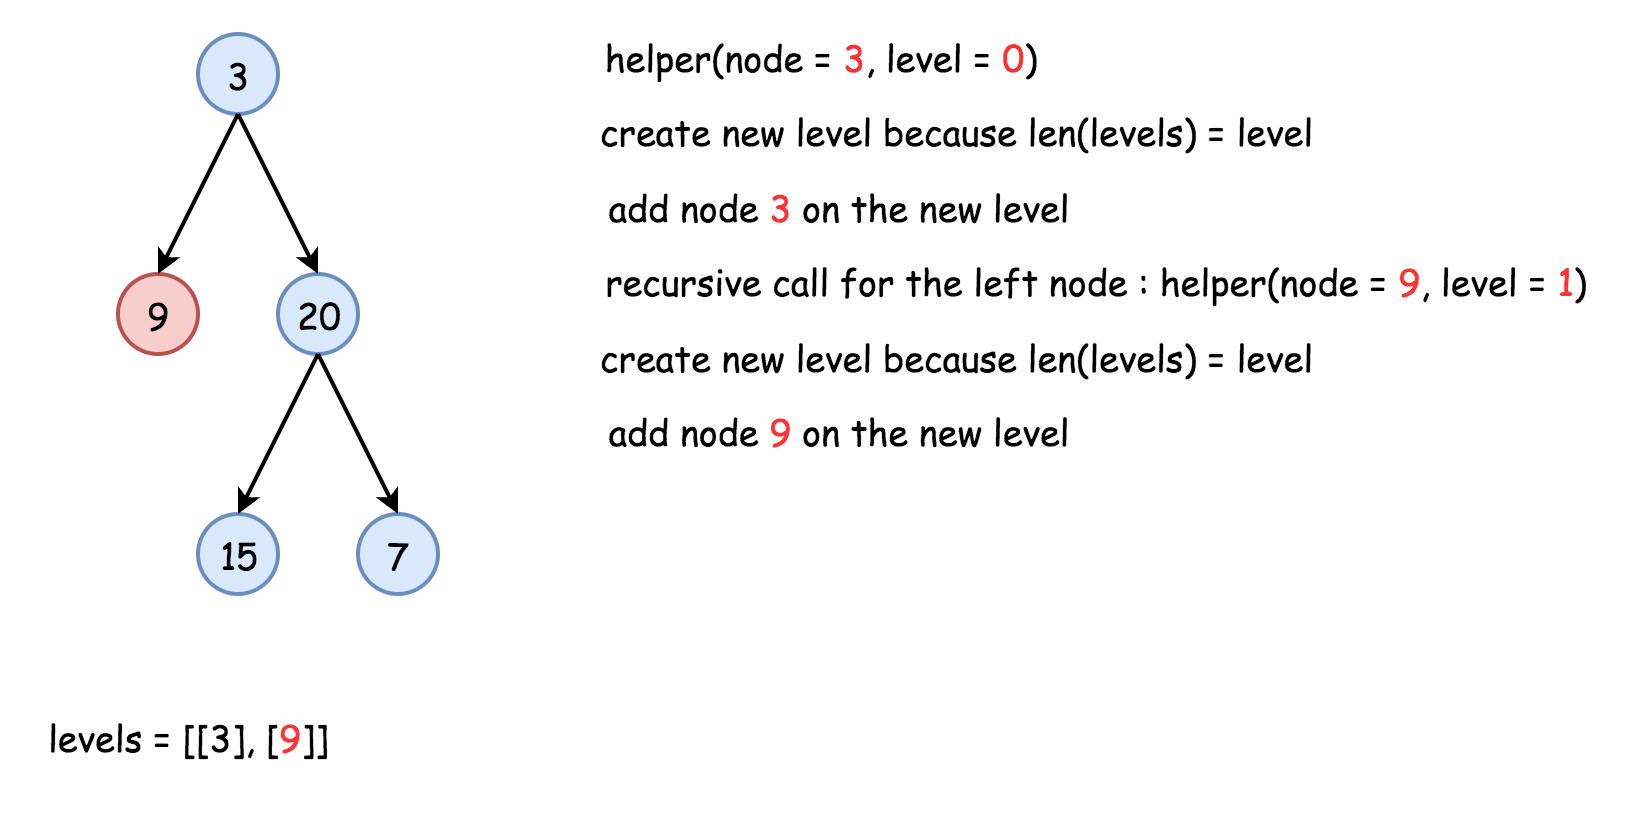 3
9
20
15
7
helper(node = 3, level = 0)
create new level because len(levels) = level
add node 3 on the new level
recursive call for the left node : helper(node = 9, level = 1)
create new level because len(levels) = level
add node 9 on the new level
levels = [[3], [9]]